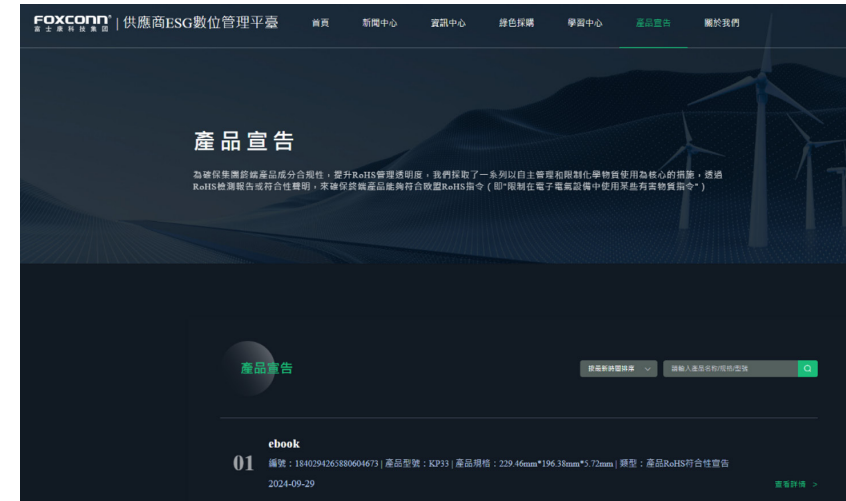 FOXCONN®
富士康科技集團
供應商ESG數位管理平臺
首頁
新聞中心
資訊中心
綠色採購
學習中心
產品宣告
關於我們
產品宣告
為確保集團終端產品成分合規性，提升RoHS管理透明度，我們採取了一系列以自主管理和限制化學物質使用為核心的措施，透過
RoHS檢測報告或符合性聲明，來確保終端產品能夠符合歐盟RoHS指令（即“限制在電子電氣設備中使用某些有害物質指令”）
產品宣告
按最新時間排序
請輸入產品名稱/規格/型號
ebook
01
編號：1840294265880604673 | 產品型號：KP33 | 產品規格：229.46mm*196.38mm*5.72mm | 類型：產品RoHS符合性宣告
2024-09-29
查看詳情 >